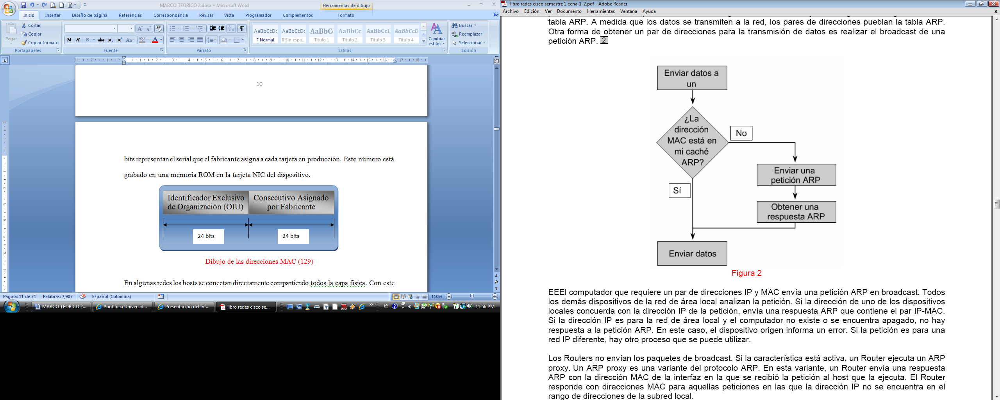 MARCO TEORICO 2.docx - Microsoft Word
Herramientas de dibujo
Inicio
Insertar
Diseño de página
Referencias
Correspondencia
Revisar
Vista
Programador
Complementos
Formato
Pegar
Cortar
Copiar
Copiar formato
Portapapeles
N K S abc x₂ x² Aa
Fuente
Párrafo
AaBbCcDc AaBbCcDc AaBbC AaBbCc AaBbCcI AaBbCcD
¶ Normal
¶ Sin espa...
Título 1
Título 2
Título 3
Título 4
Cambiar
estilos
Estilos
Buscar
Reemplazar
Seleccionar
Edición
3 2 1 1 2 3 4 5 6 7 8 9 10 11 12 13 14 15 16 17 18
10
bits representan el serial que el fabricante asigna a cada tarjeta en producción. Este número está
grabado en una memoria ROM en la tarjeta NIC del dispositivo.
Identificador Exclusivo
de Organización (OIU)
Consecutivo Asignado
por Fabricante
24 bits
24 bits
Dibujo de las direcciones MAC (129)
En algunas redes los hosts se conectan directamente compartiendo todos la capa física. Con este
Página: 11 de 34
Palabras: 7,907
Español (Colombia)
110%
MARCO TEORICO 2...
Pontificia Universid...
Presentación del Inf...
libro redes cisco se...
ES
11:56 PM
libro redes cisco semestre 1 ccna-1-2.pdf - Adobe Reader
Archivo Edición Ver Documento Herramientas Ventana Ayuda
tabla ARP. A medida que los datos se transmiten a la red, los pares de direcciones pueblan la tabla ARP.
Otra forma de obtener un par de direcciones para la transmisión de datos es realizar el broadcast de una
petición ARP. 2
Enviar datos a
un
¿La
dirección
MAC está en
mi caché
ARP?
No
Sí
Enviar una
petición ARP
Obtener una
respuesta ARP
Enviar datos
Figura 2
EEEl computador que requiere un par de direcciones IP y MAC envía una petición ARP en broadcast. Todos
los demás dispositivos de la red de área local analizan la petición. Si la dirección de uno de los dispositivos
locales concuerda con la dirección IP de la petición, envía una respuesta ARP que contiene el par IP-MAC.
Si la dirección IP es para la red de área local y el computador no existe o se encuentra apagado, no hay
respuesta a la petición ARP. En este caso, el dispositivo origen informa un error. Si la petición es para una
red IP diferente, hay otro proceso que se puede utilizar.
Los Routers no envían los paquetes de broadcast. Si la característica está activa, un Router ejecuta un ARP
proxy. Un ARP proxy es una variante del protocolo ARP. En esta variante, un Router envía una respuesta
ARP con la dirección MAC de la interfaz en la que se recibió la petición al host que la ejecuta. El Router
responde con direcciones MAC para aquellas peticiones en las que la dirección IP no se encuentra en el
rango de direcciones de la subred local.